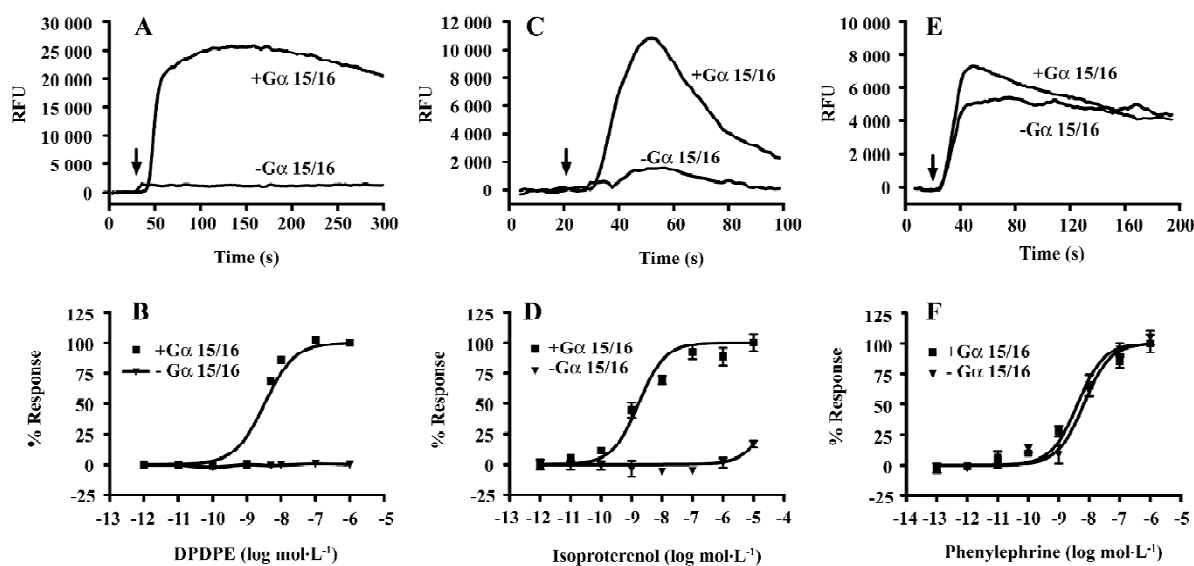 A
RFU
30 000
25 000
20 000
15 000
10 000
5 000
0
+Gα 15/16
-Gα 15/16
0 50 100 150 200 250 300
Time (s)
C
RFU
12 000
10 000
8 000
6 000
4 000
2 000
0
+Gα 15/16
-Gα 15/16
0 20 40 60 80 100
Time (s)
E
RFU
10 000
8 000
6 000
4 000
2 000
0
+Gα 15/16
-Gα 15/16
0 40 80 120 160 200
Time (s)
B
% Response
125
100
75
50
25
0
-25
+Gα 15/16
- Gα 15/16
-13 -12 -11 -10 -9 -8 -7 -6 -5
DPDPE (log mol·L-1)
D
% Response
125
100
75
50
25
0
-25
+Gα 15/16
-Gα 15/16
-13 -12 -11 -10 -9 -8 -7 -6 -5 -4
Isoproterenol (log mol·L-1)
F
% Response
125
100
75
50
25
0
-25
+Gα 15/16
- Gα 15/16
-14 -13 -12 -11 -10 -9 -8 -7 -6 -5
Phenylephrine (log mol·L-1)